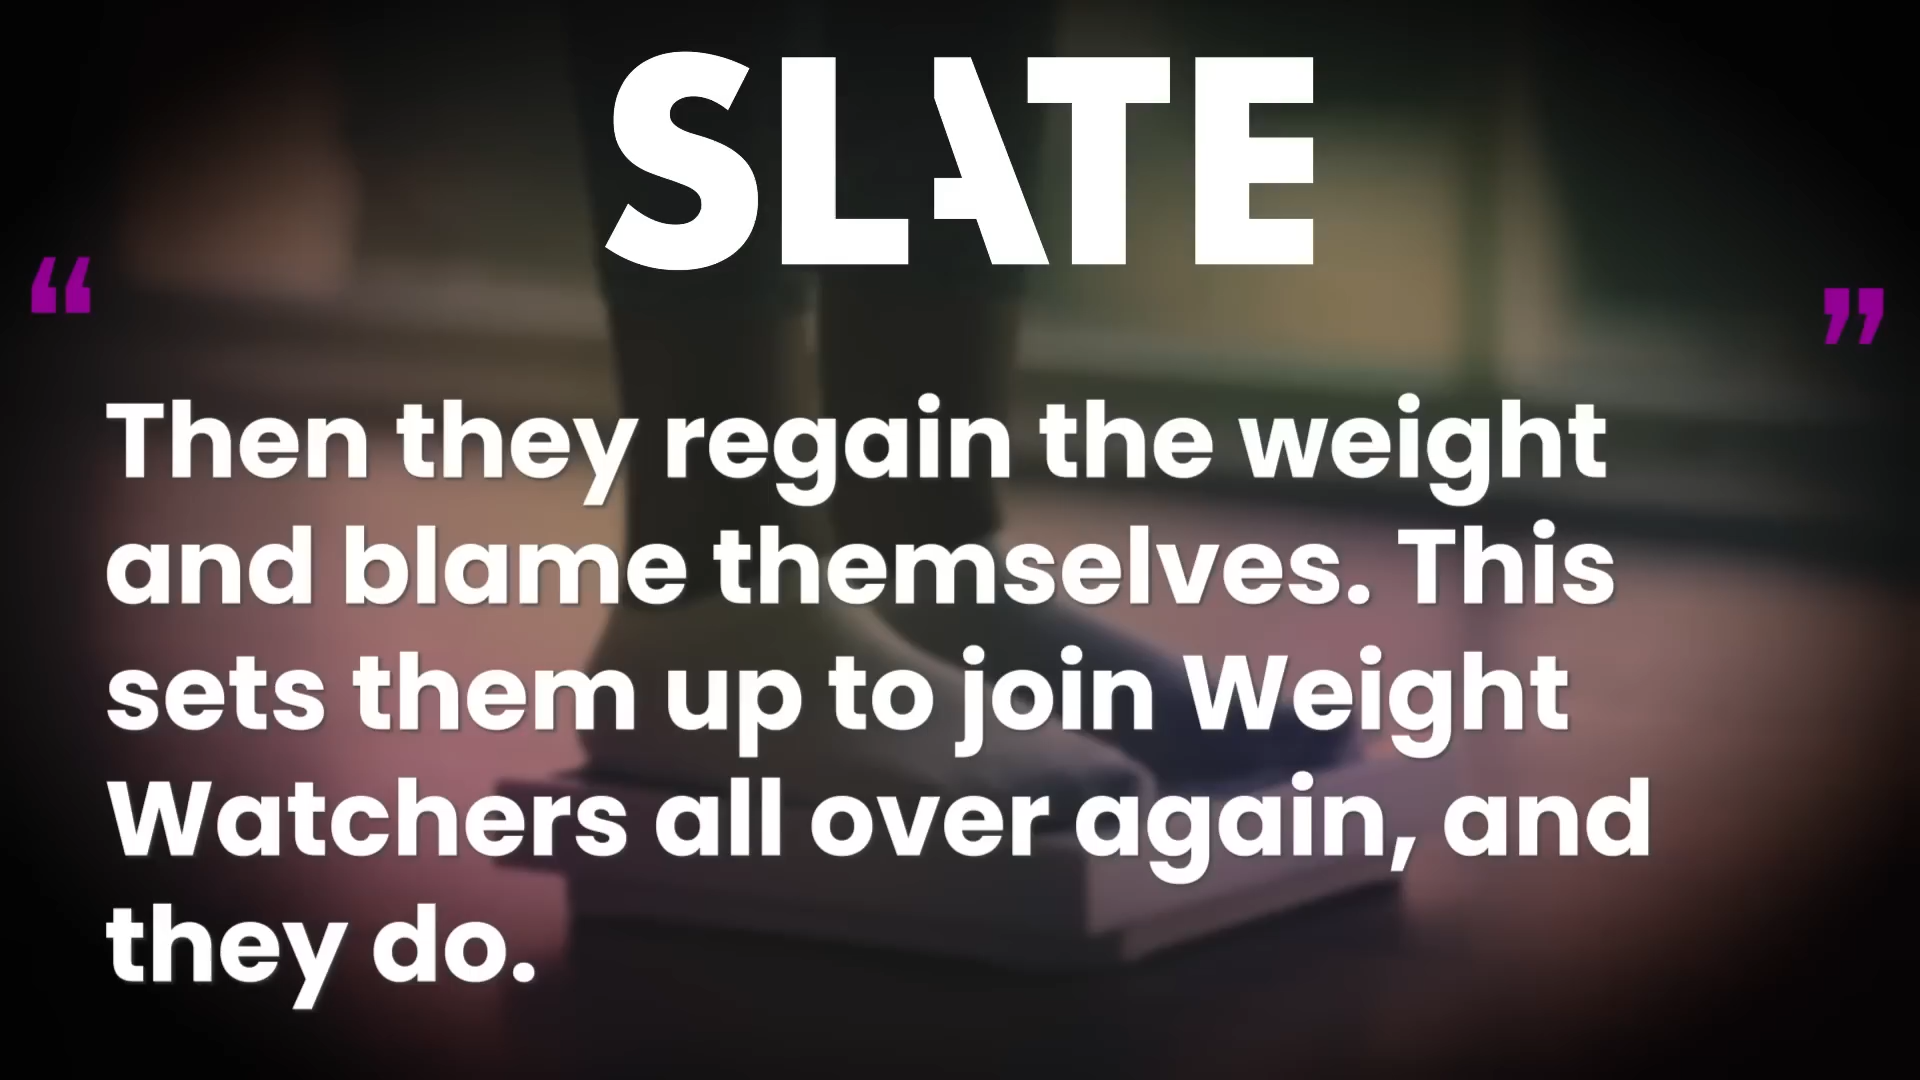 SLATE
“ ”
Then they regain the weight
and blame themselves. This
sets them up to join Weight
Watchers all over again, and
they do.